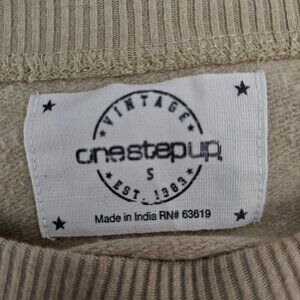 VINTAGE
onestepup
S
EST. 1983
Made in India RN# 63619